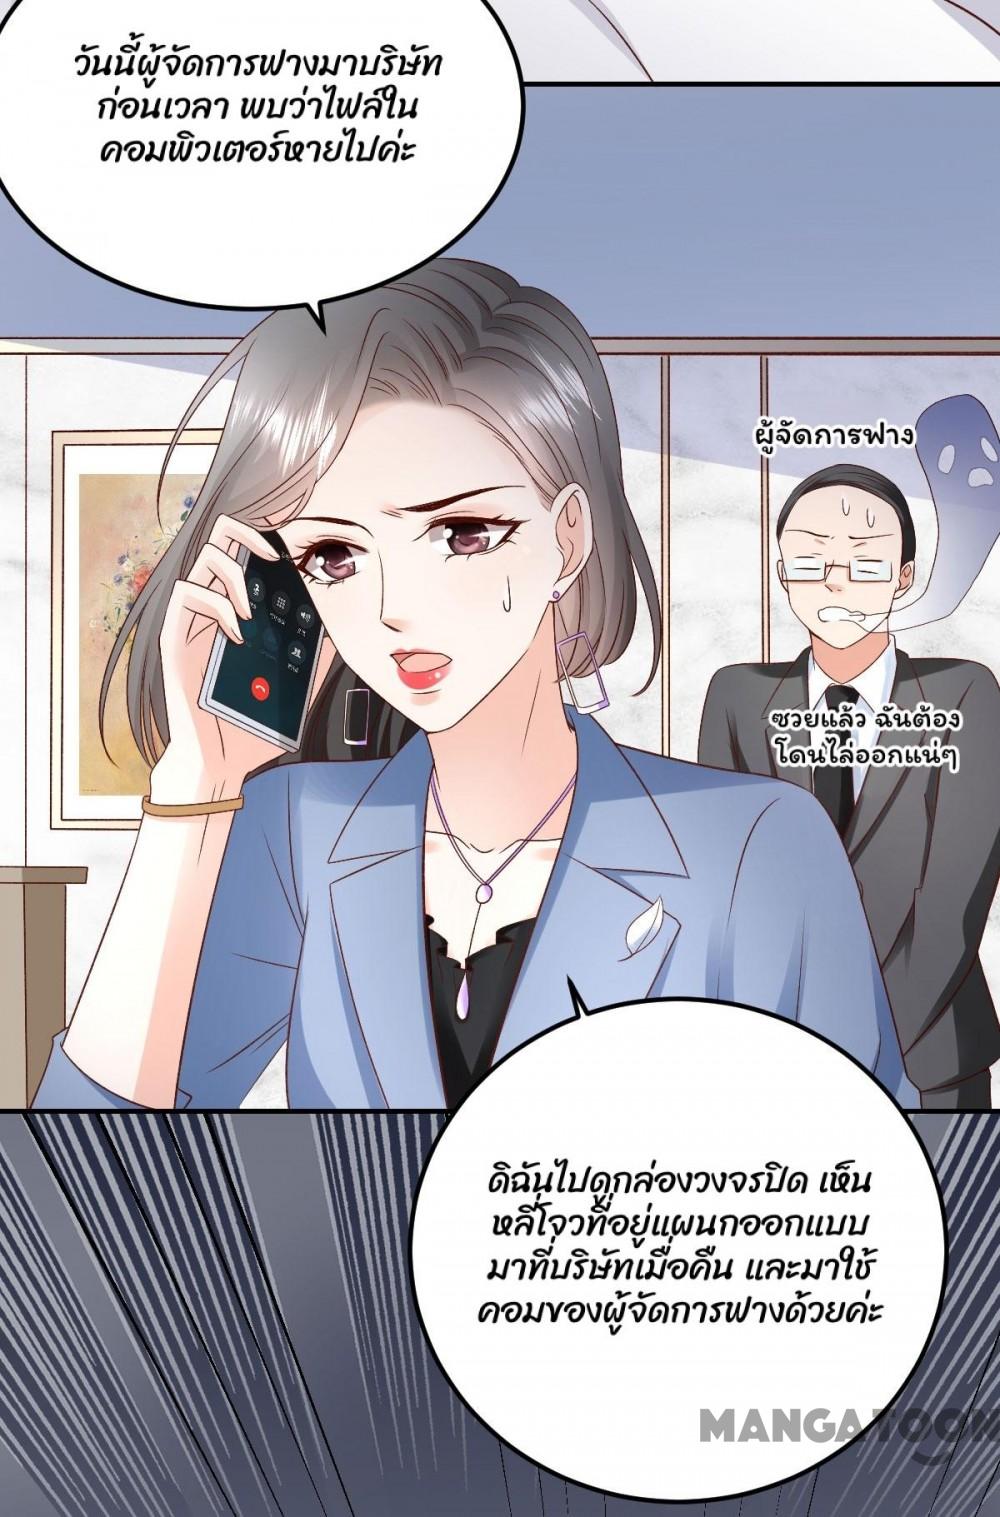 วันนี้ผู้จัดการฟางมาบริษัท
ก่อนเวลา พบว่าไฟล์ใน
คอมพิวเตอร์หายไปค่ะ
ผู้จัดการฟาง
ซวยแล้ว ฉันต้อง
โดนไล่ออกแน่ๆ
ดิฉันไปดูกล่องวงจรปิด เห็น
หลี่โจวที่อยู่แผนกออกแบบ
มาที่บริษัทเมื่อคืน และมาใช้
คอมของผู้จัดการฟางด้วยค่ะ
MANGATOON